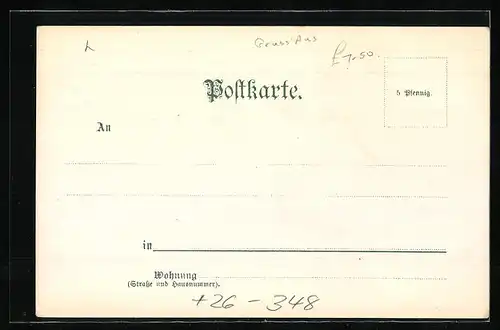 L
Gruss Aus
£7-50.
Postkarte.
5 Pfennig.
An
in
Wohnung
(Straße und Hausnummer).
+26-348